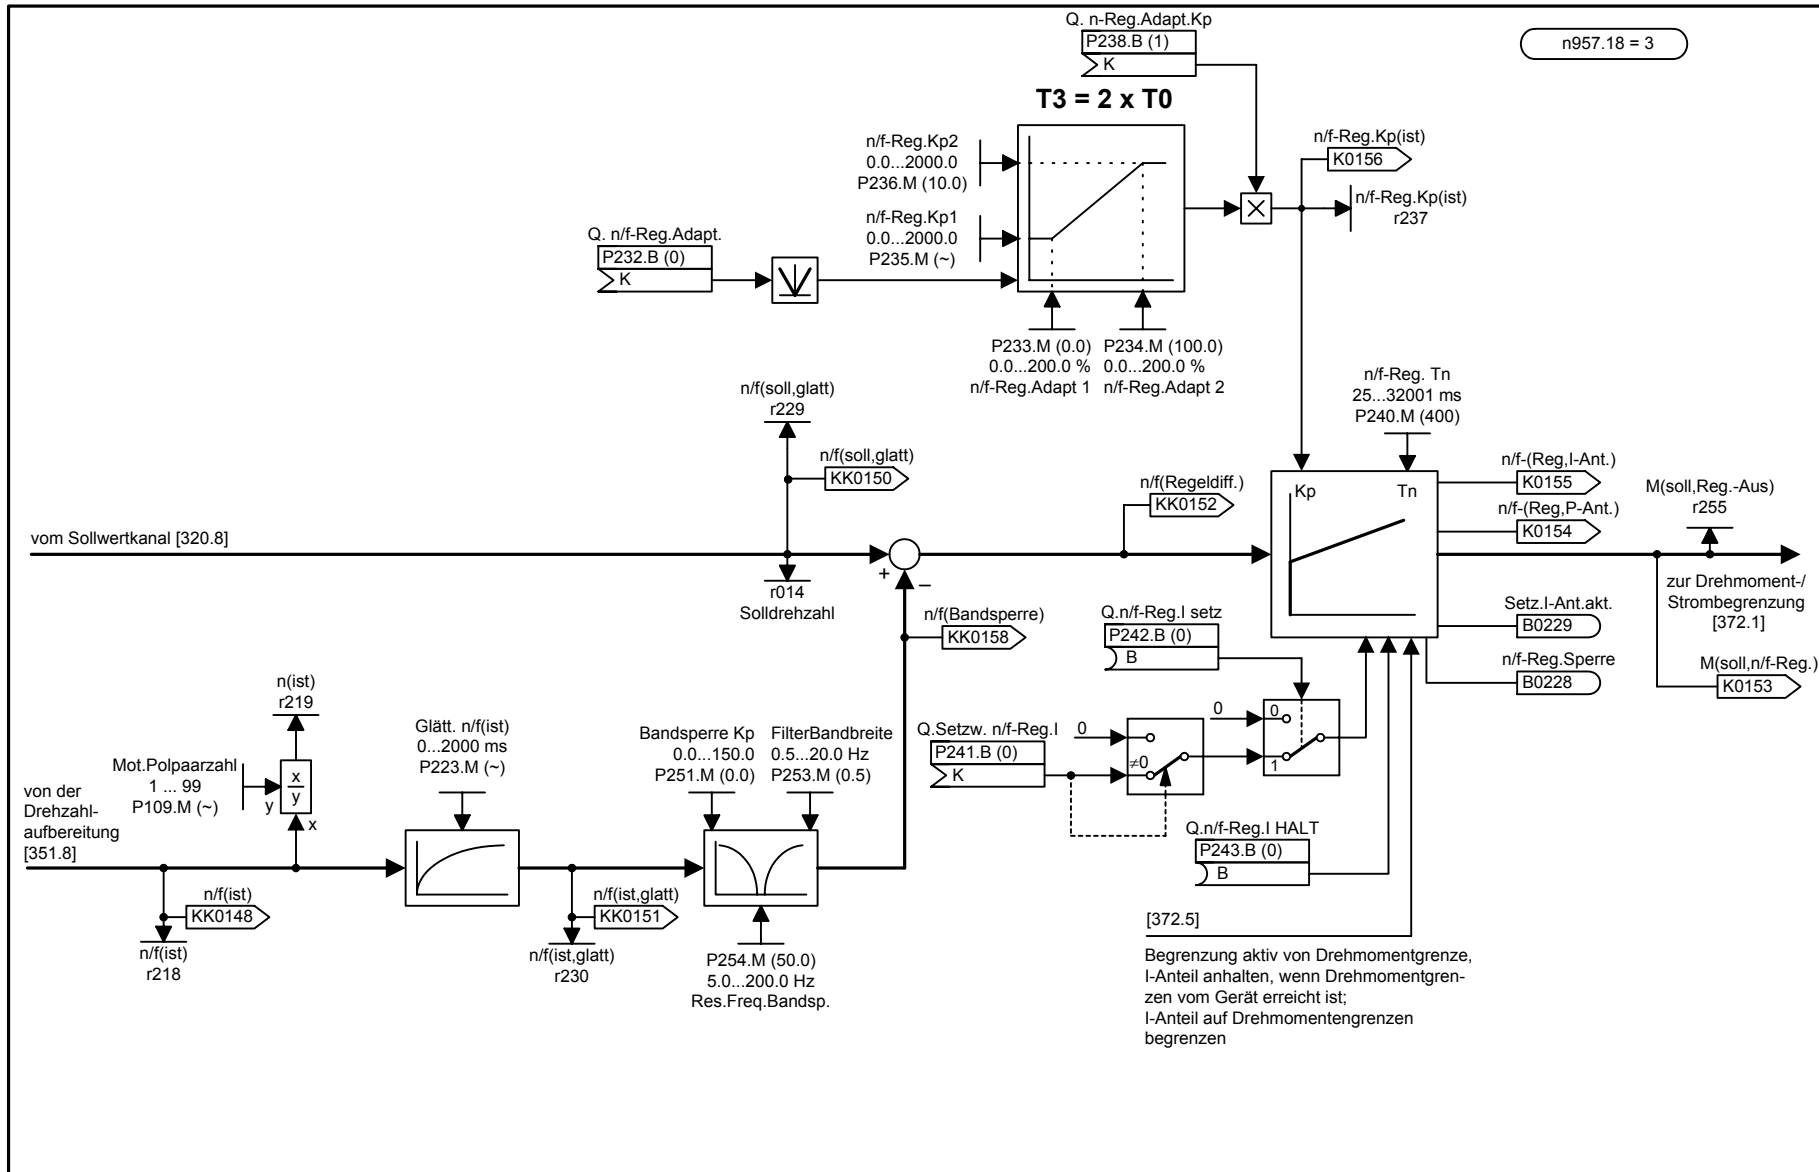 Q. n-Reg.Adapt.Kp
P238.B (1)
K
n957.18 = 3
T3 = 2 x T0
n/f-Reg.Kp2
0.0...2000.0
P236.M (10.0)
n/f-Reg.Kp1
0.0...2000.0
P235.M (~)
n/f-Reg.Kp(ist)
K0156
n/f-Reg.Kp(ist)
r237
Q. n/f-Reg.Adapt.
P232.B (0)
K
P233.M (0.0)
0.0...200.0 %
n/f-Reg.Adapt 1
P234.M (100.0)
0.0...200.0 %
n/f-Reg.Adapt 2
n/f-Reg. Tn
25...32001 ms
P240.M (400)
n/f(soll,glatt)
r229
n/f(soll,glatt)
KK0150
n/f(Regeldiff.)
KK0152
Kp
Tn
n/f-(Reg,I-Ant.)
K0155
n/f-(Reg,P-Ant.)
K0154
M(soll,Reg.-Aus)
r255
vom Sollwertkanal [320.8]
+
–
r014
Solldrehzahl
zur Drehmoment-/
Strombegrenzung
[372.1]
n/f(Bandsperre)
KK0158
Q.n/f-Reg.I setz
P242.B (0)
B
Setz.I-Ant.akt.
B0229
n/f-Reg.Sperre
B0228
M(soll,n/f-Reg.)
K0153
n(ist)
r219
Mot.Polpaarzahl
1 ... 99
P109.M (~)
y
x
y
x
Glätt. n/f(ist)
0...2000 ms
P223.M (~)
Bandsperre Kp
0.0...150.0
P251.M (0.0)
FilterBandbreite
0.5...20.0 Hz
P253.M (0.5)
Q.Setzw. n/f-Reg.I
P241.B (0)
K
0
≠0
0
0
1
von der
Drehzahl-
aufbereitung
[351.8]
Q.n/f-Reg.I HALT
P243.B (0)
B
n/f(ist)
KK0148
n/f(ist)
r218
n/f(ist,glatt)
KK0151
n/f(ist,glatt)
r230
P254.M (50.0)
5.0...200.0 Hz
Res.Freq.Bandsp.
[372.5]
Begrenzung aktiv von Drehmomentgrenze,
I-Anteil anhalten, wenn Drehmomentgren-
zen vom Gerät erreicht ist;
I-Anteil auf Drehmomentengrenzen
begrenzen